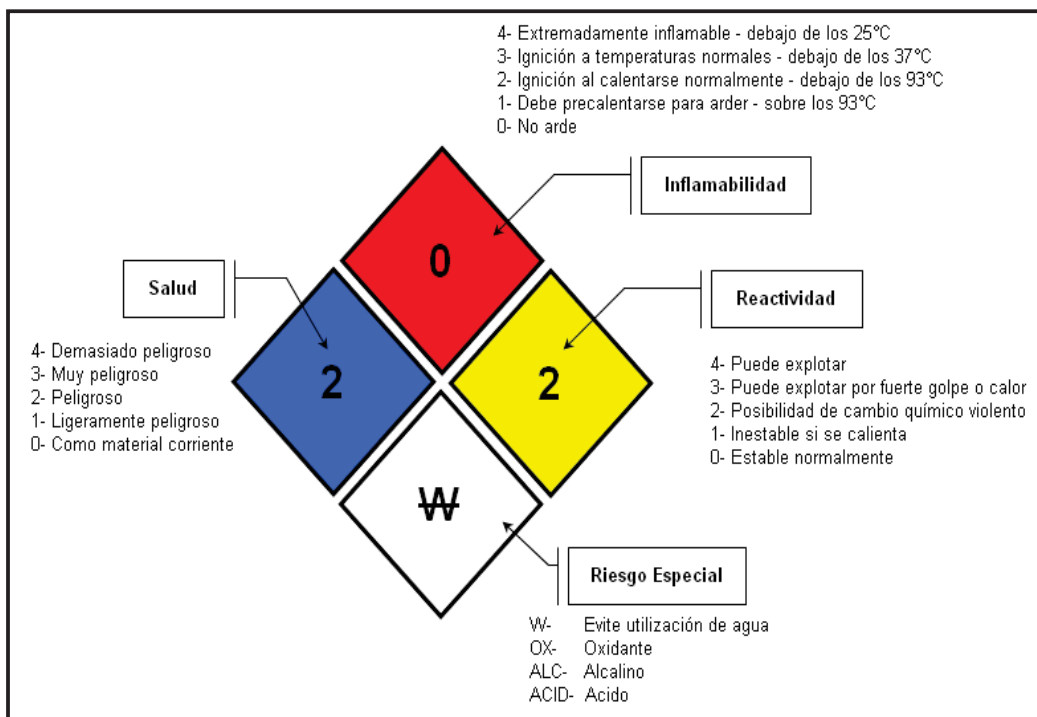 4- Extremadamente inflamable - debajo de los 25°C
3- Ignición a temperaturas normales - debajo de los 37°C
2- Ignición al calentarse normalmente - debajo de los 93°C
1- Debe precalentarse para arder - sobre los 93°C
0- No arde
Inflamabilidad
0
Salud
4- Demasiado peligroso
3- Muy peligroso
2- Peligroso
1- Ligeramente peligroso
0- Como material corriente
2
2
Reactividad
4- Puede explotar
3- Puede explotar por fuerte golpe o calor
2- Posibilidad de cambio químico violento
1- Inestable si se calienta
0- Estable normalmente
W
Riesgo Especial
W- Evite utilización de agua
OX- Oxidante
ALC- Alcalino
ACID- Acido